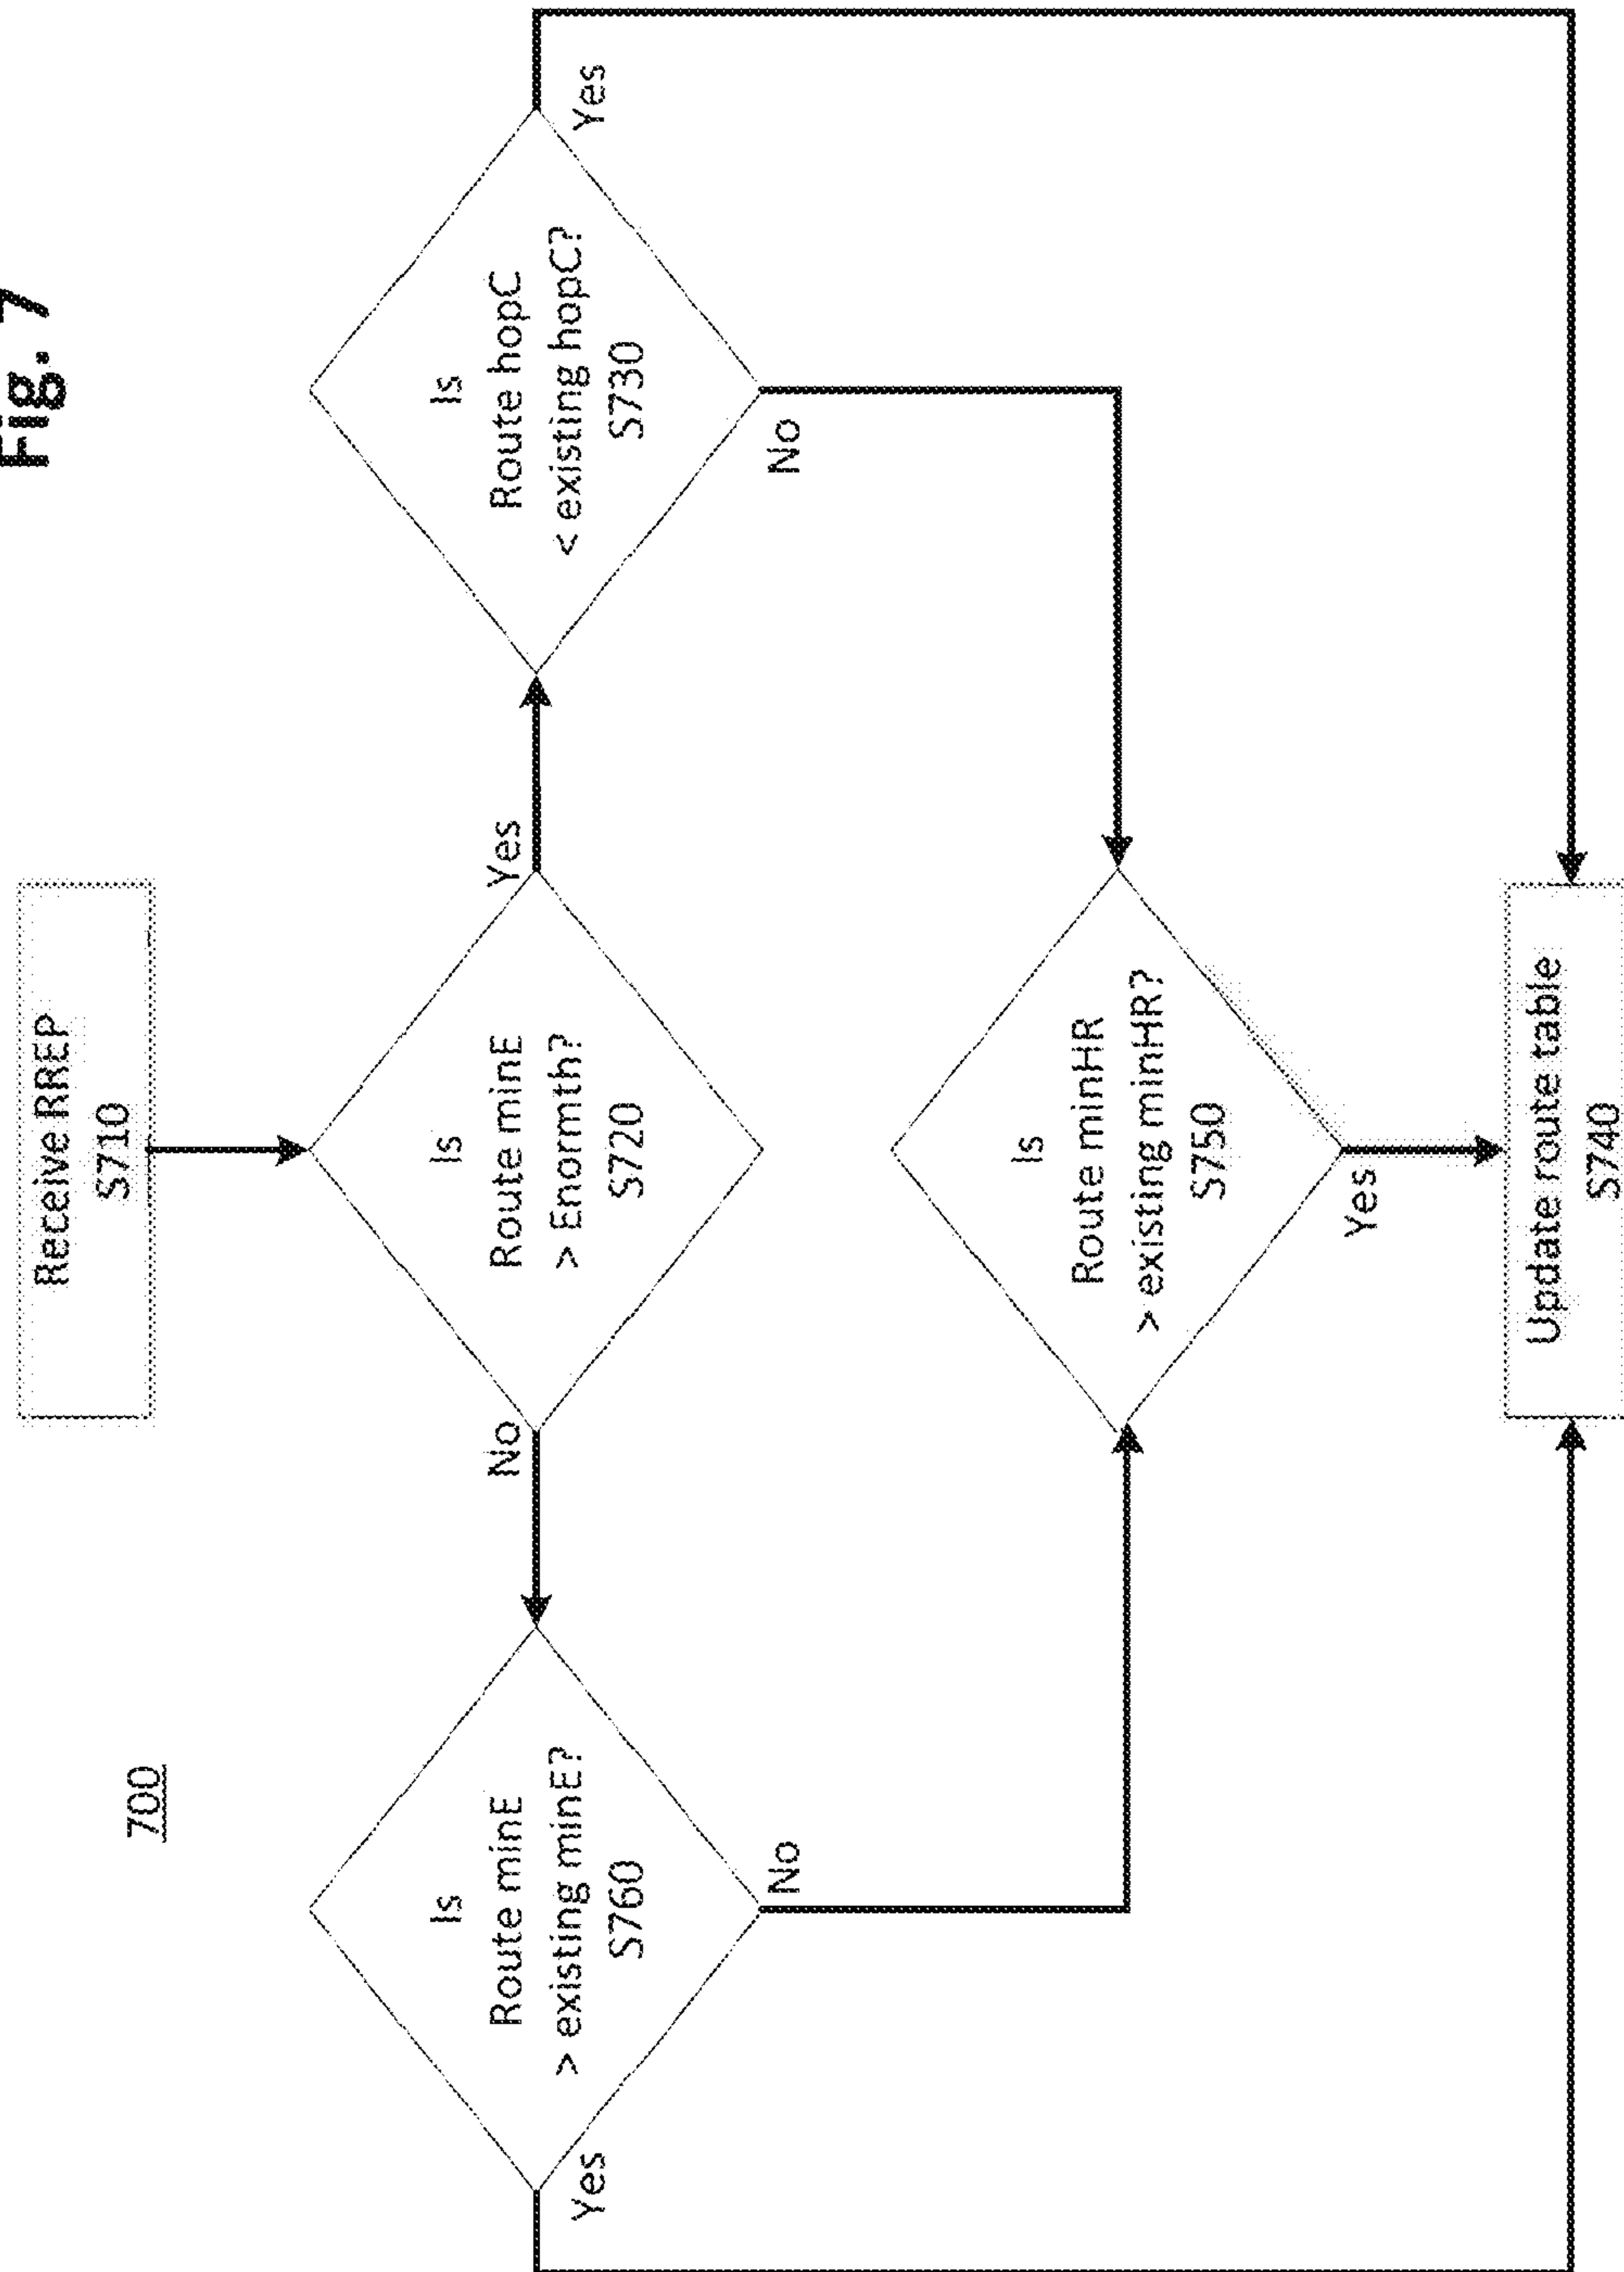 Fig. 7
700
Receive RREP
S710
Is
Route minE
> existing minE?
S760
Yes
No
Is
Route minE
> Enormth?
S720
No
Yes
Is
Route hopC
< existing hopC?
S730
Yes
No
Is
Route minHR
> existing minHR?
S750
Yes
Update route table
S740